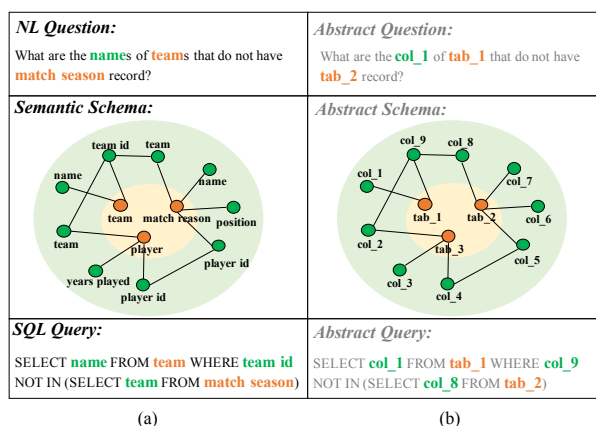 NL Question:
What are the names of teams that do not have
match season record?
Abstract Question:
What are the col_1 of tab_1 that do not have
tab_2 record?
Semantic Schema:
team id
team
name
name
team
match reason
position
team
player
player id
years played
player id
Abstract Schema:
col_9
col_8
col_1
col_7
tab_1
tab_2
col_6
col_2
tab_3
col_5
col_3
col_4
SQL Query:
SELECT name FROM team WHERE team id
NOT IN (SELECT team FROM match season)
Abstract Query:
SELECT col_1 FROM tab_1 WHERE col_9
NOT IN (SELECT col_8 FROM tab_2)
(a)
(b)